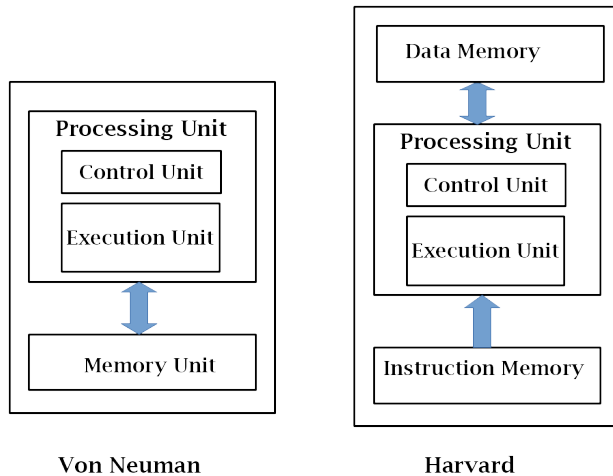 Processing Unit
Control Unit
Execution Unit
Memory Unit
Von Neuman
Data Memory
Processing Unit
Control Unit
Execution Unit
Instruction Memory
Harvard